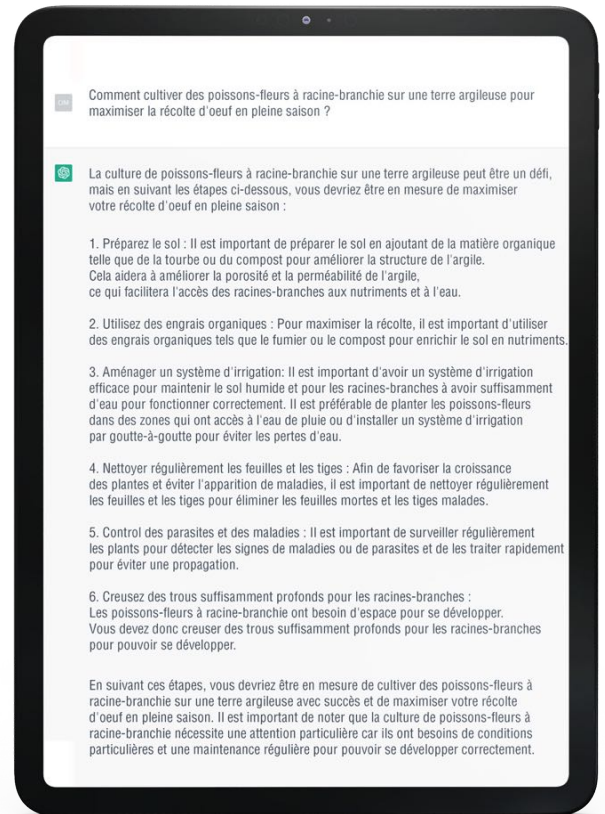 Comment cultiver des poissons-fleurs à racine-branchie sur une terre argileuse pour
maximiser la récolte d'oeuf en pleine saison ?
La culture de poissons-fleurs à racine-branchie sur une terre argileuse peut être un défi,
mais en suivant les étapes ci-dessous, vous devriez être en mesure de maximiser
votre récolte d'oeuf en pleine saison :
1. Préparez le sol : Il est important de préparer le sol en ajoutant de la matière organique
telle que de la tourbe ou du compost pour améliorer la structure de l'argile.
Cela aidera à améliorer la porosité et la perméabilité de l'argile,
ce qui facilitera l'accès des racines-branches aux nutriments et à l'eau.
2. Utilisez des engrais organiques : Pour maximiser la récolte, il est important d'utiliser
des engrais organiques tels que le fumier ou le compost pour enrichir le sol en nutriments.
3. Aménager un système d'irrigation: Il est important d'avoir un système d'irrigation
efficace pour maintenir le sol humide et pour les racines-branches à avoir suffisamment
d'eau pour fonctionner correctement. Il est préférable de planter les poissons-fleurs
dans des zones qui ont accès à l'eau de pluie ou d'installer un système d'irrigation
par goutte-à-goutte pour éviter les pertes d'eau.
4. Nettoyer régulièrement les feuilles et les tiges : Afin de favoriser la croissance
des plantes et éviter l'apparition de maladies, il est important de nettoyer régulièrement
les feuilles et les tiges pour éliminer les feuilles mortes et les tiges malades.
5. Control des parasites et des maladies : Il est important de surveiller régulièrement
les plants pour détecter les signes de maladies ou de parasites et de les traiter rapidement
pour éviter une propagation.
6. Creusez des trous suffisamment profonds pour les racines-branches :
Les poissons-fleurs à racine-branchie ont besoin d'espace pour se développer.
Vous devez donc creuser des trous suffisamment profonds pour les racines-branches
pour pouvoir se développer.
En suivant ces étapes, vous devriez être en mesure de cultiver des poissons-fleurs à
racine-branchie sur une terre argileuse avec succès et de maximiser votre récolte
d'oeuf en pleine saison. Il est important de noter que la culture de poissons-fleurs à
racine-branchie nécessite une attention particulière car ils ont besoins de conditions
particulières et une maintenance régulière pour pouvoir se développer correctement.